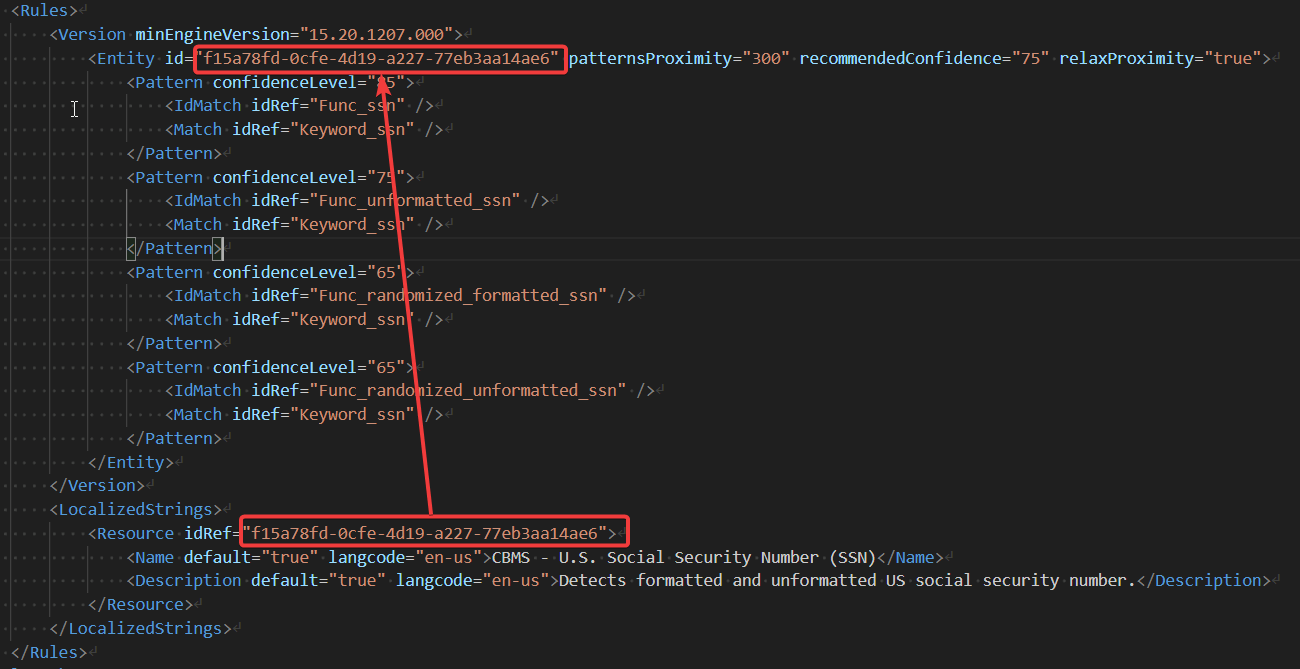 <Rules>
<Version minEngineVersion="15.20.1207.000">
<Entity id="f15a78fd-0cfe-4d19-a227-77eb3aa14ae6" patternsProximity="300" recommendedConfidence="75" relaxProximity="true">
<Pattern confidenceLevel="85">
<IdMatch idRef="Func_ssn" />
<Match idRef="Keyword_ssn" />
</Pattern>
<Pattern confidenceLevel="75">
<IdMatch idRef="Func_unformatted_ssn" />
<Match idRef="Keyword_ssn" />
</Pattern>
<Pattern confidenceLevel="65">
<IdMatch idRef="Func_randomized_formatted_ssn" />
<Match idRef="Keyword_ssn" />
</Pattern>
<Pattern confidenceLevel="65">
<IdMatch idRef="Func_randomized_unformatted_ssn" />
<Match idRef="Keyword_ssn" />
</Pattern>
</Entity>
</Version>
<LocalizedStrings>
<Resource idRef="f15a78fd-0cfe-4d19-a227-77eb3aa14ae6">
<Name default="true" langcode="en-us">CBMS - U.S. Social Security Number (SSN)</Name>
<Description default="true" langcode="en-us">Detects formatted and unformatted US social security number.</Description>
</Resource>
</LocalizedStrings>
</Rules>